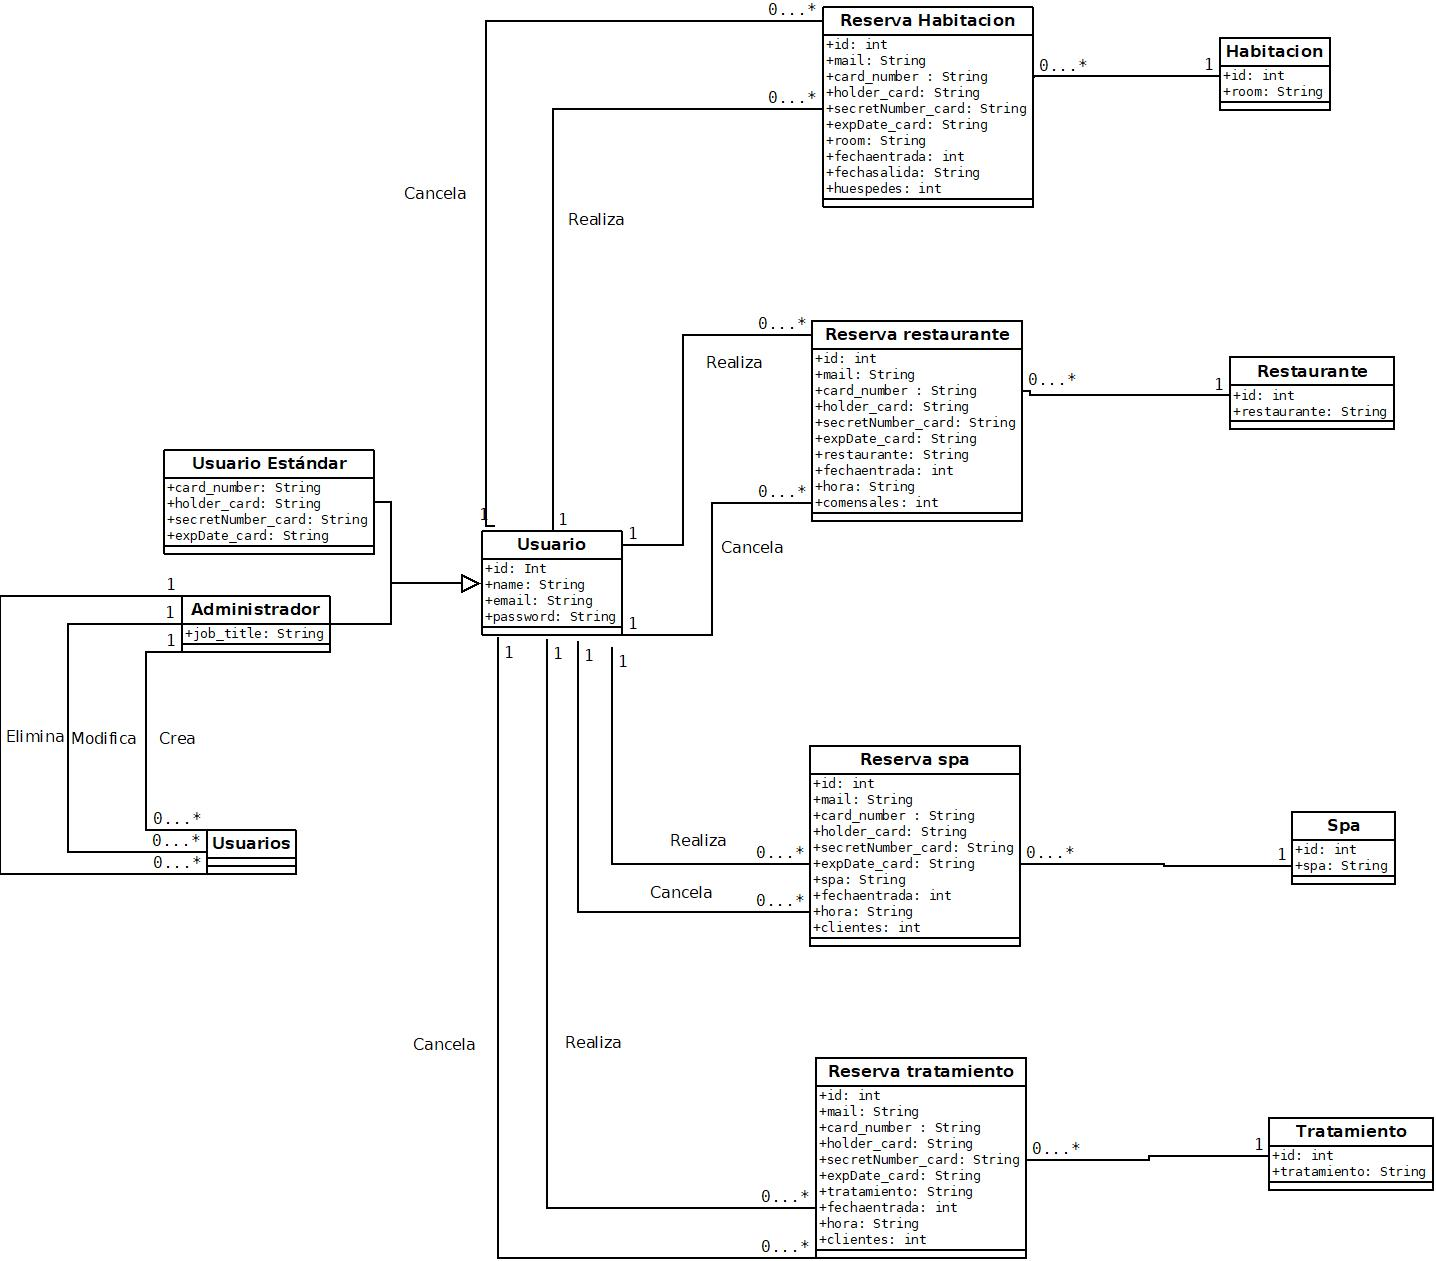 0...*
Reserva Habitacion
+id: int
+mail: String
+card_number : String
+holder_card: String
+secretNumber_card: String
+expDate_card: String
+room: String
+fechaentrada: int
+fechasalida: String
+huespedes: int
0...*
0...*
1
Habitacion
+id: int
+room: String
Cancela
Realiza
0...*
Reserva restaurante
+id: int
+mail: String
+card_number : String
+holder_card: String
+secretNumber_card: String
+expDate_card: String
+restaurante: String
+fechaentrada: int
+hora: String
+comensales: int
Realiza
0...*
1
Restaurante
+id: int
+restaurante: String
0...*
Cancela
Usuario Estándar
+card_number: String
+holder_card: String
+secretNumber_card: String
+expDate_card: String
1
1
1
Usuario
+id: Int
+name: String
+email: String
+password: String
1
1
1
1
1
1
1
1
Administrador
+job_title: String
Elimina
Modifica
Crea
0...*
0...*
0...*
Usuarios
Reserva spa
+id: int
+mail: String
+card_number : String
+holder_card: String
+secretNumber_card: String
+expDate_card: String
+spa: String
+fechaentrada: int
+hora: String
+clientes: int
Realiza
0...*
Cancela
0...*
0...*
1
Spa
+id: int
+spa: String
Cancela
Realiza
Reserva tratamiento
+id: int
+mail: String
+card_number : String
+holder_card: String
+secretNumber_card: String
+expDate_card: String
+tratamiento: String
+fechaentrada: int
+hora: String
+clientes: int
0...*
0...*
0...*
1
Tratamiento
+id: int
+tratamiento: String